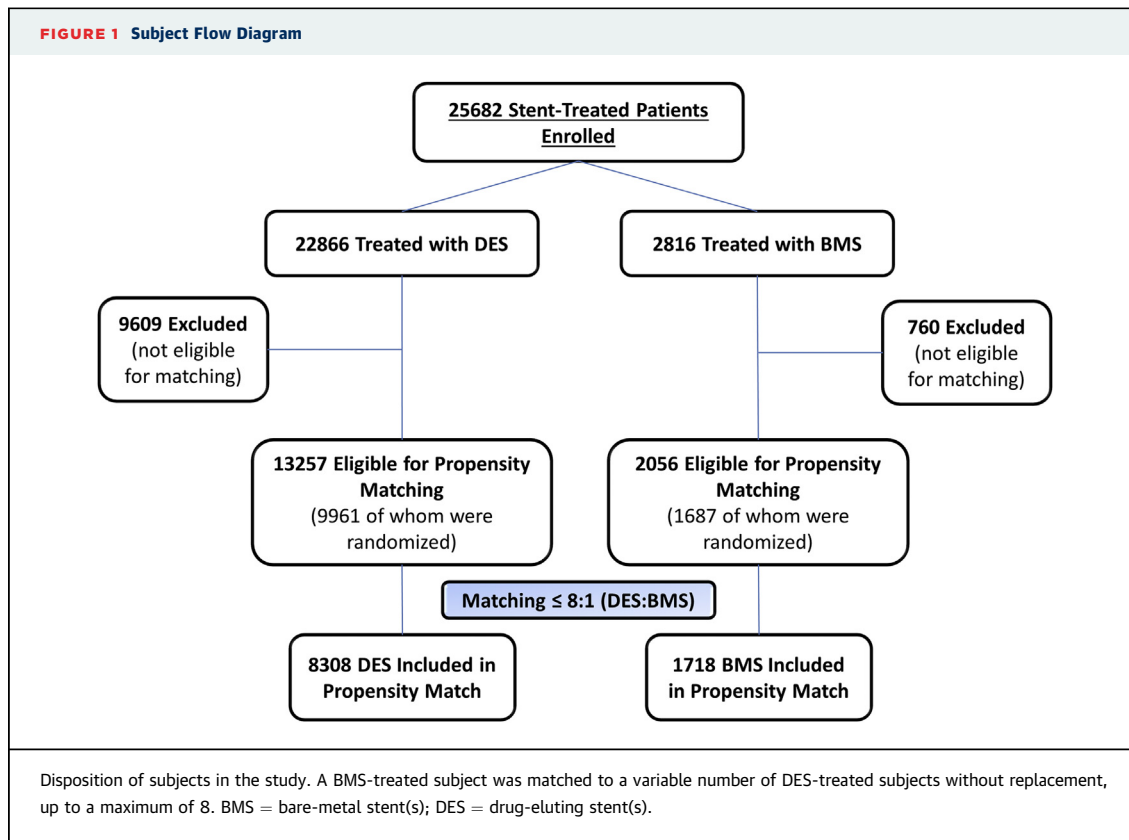 FIGURE 1 Subject Flow Diagram
25682 Stent-Treated Patients
Enrolled
22866 Treated with DES
2816 Treated with BMS
9609 Excluded
(not eligible
for matching)
760 Excluded
(not eligible
for matching)
13257 Eligible for Propensity
Matching
(9961 of whom were
randomized)
2056 Eligible for Propensity
Matching
(1687 of whom were
randomized)
Matching ≤ 8:1 (DES:BMS)
8308 DES Included in
Propensity Match
1718 BMS Included
in Propensity Match
Disposition of subjects in the study. A BMS-treated subject was matched to a variable number of DES-treated subjects without replacement,
up to a maximum of 8. BMS = bare-metal stent(s); DES = drug-eluting stent(s).